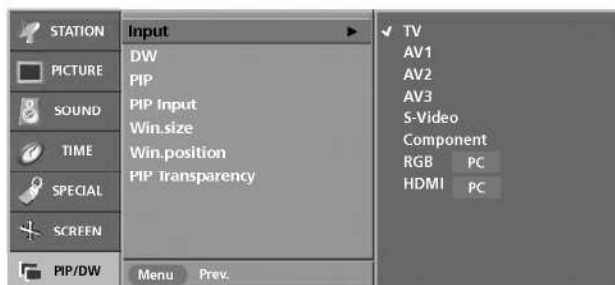 STATION
PICTURE
SOUND
TIME
SPECIAL
SCREEN
PIP/DW
Input
DW
PIP
PIP Input
Win.size
Win.position
PIP Transparency
Menu Prev.
TV
AV1
AV2
AV3
S-Video
Component
RGB PC
HDMI PC